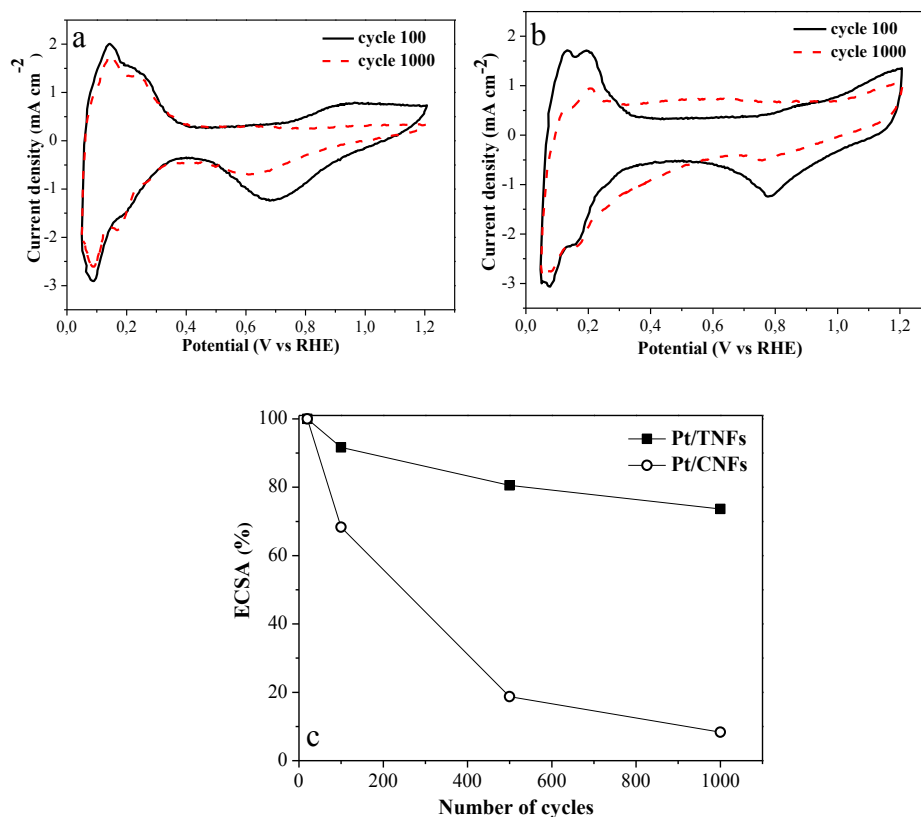 a
cycle 100
cycle 1000
Current density (mA cm-2)
2
1
0
-1
-2
-3
0,0 0,2 0,4 0,6 0,8 1,0 1,2
Potential (V vs RHE)
b
cycle 100
cycle 1000
Current density (mA cm-2)
2
1
0
-1
-2
-3
0,0 0,2 0,4 0,6 0,8 1,0 1,2
Potential (V vs RHE)
Pt/TNFs
Pt/CNFs
ECSA (%)
100
80
60
40
20
0
c
0 200 400 600 800 1000
Number of cycles